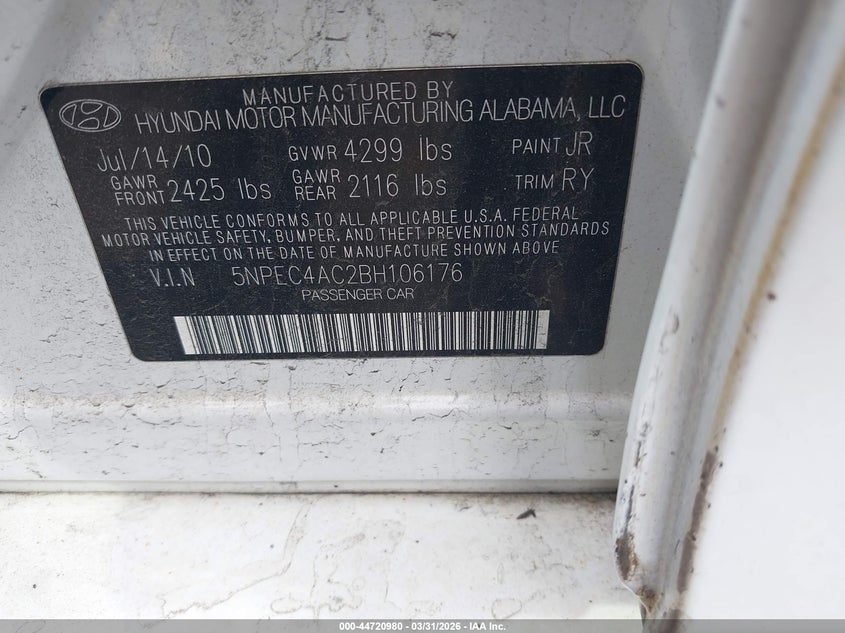 MANUFACTURED BY
HYUNDAI MOTOR MANUFACTURING ALABAMA, LLC
Jul/14/10 GVWR 4299 lbs PAINT JR
GAWR FRONT 2425 lbs GAWR REAR 2116 lbs TRIM RY
THIS VEHICLE CONFORMS TO ALL APPLICABLE U.S.A. FEDERAL
MOTOR VEHICLE SAFETY, BUMPER, AND THEFT PREVENTION STANDARDS
IN EFFECT ON THE DATE OF MANUFACTURE SHOWN ABOVE
V.I.N 5NPEC4AC2BH106176
PASSENGER CAR
000-44720980 - 03/31/2026 - IAA Inc.